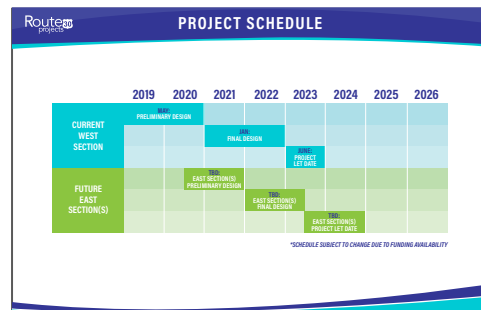 Route 30
projects
PROJECT SCHEDULE
2019 2020 2021 2022 2023 2024 2025 2026
CURRENT
WEST
SECTION
MAY:
PRELIMINARY DESIGN
JAN:
FINAL DESIGN
JUNE:
PROJECT
LET DATE
FUTURE
EAST
SECTION(S)
TBD:
EAST SECTION(S)
PRELIMINARY DESIGN
TBD:
EAST SECTION(S)
FINAL DESIGN
TBD:
EAST SECTION(S)
PROJECT LET DATE
*SCHEDULE SUBJECT TO CHANGE DUE TO FUNDING AVAILABILITY